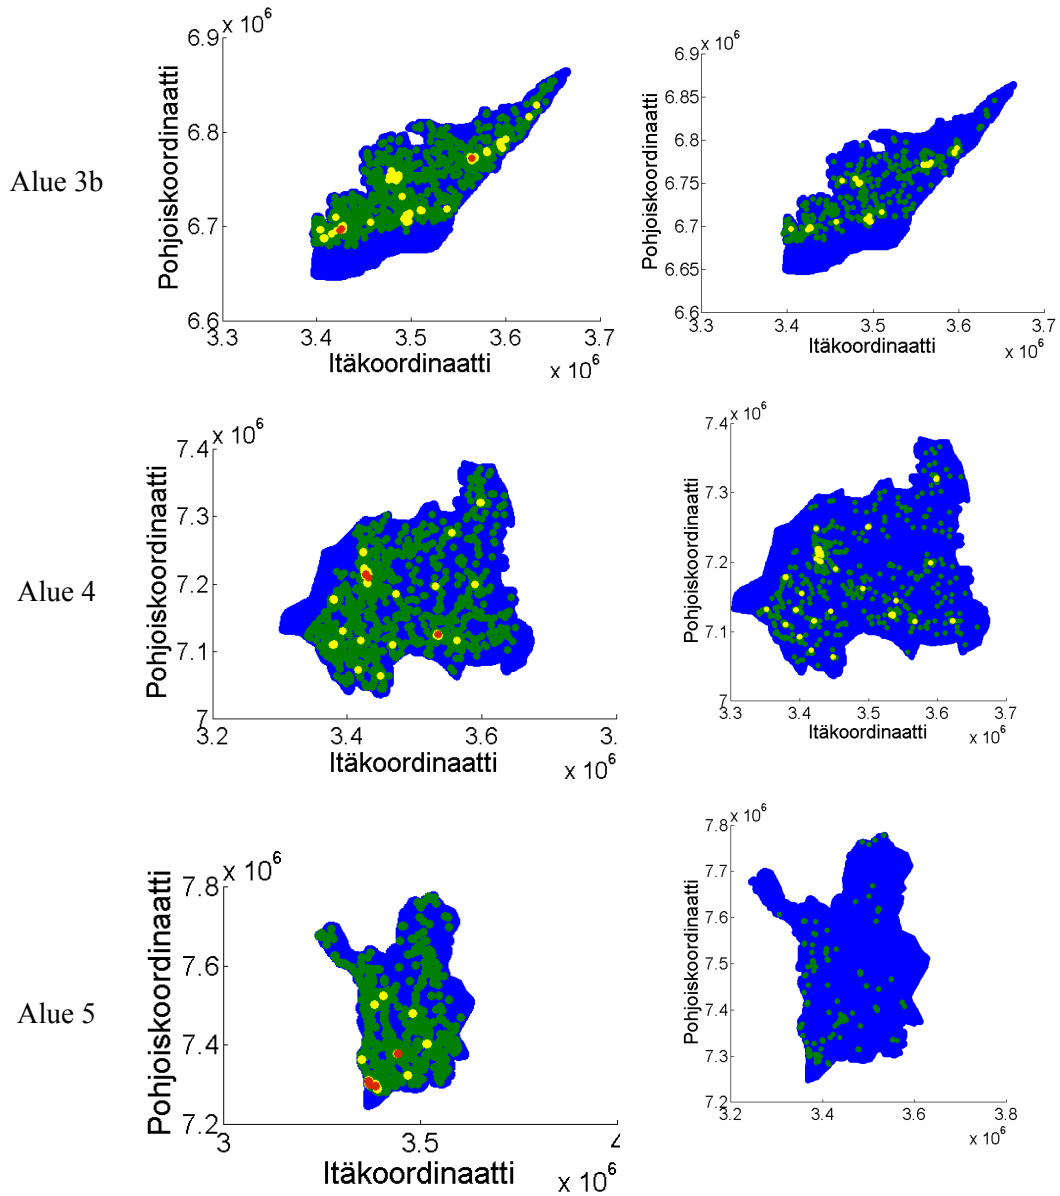 Alue 3b
x 10^6
6.9
6.8
6.7
6.6
3.3 3.4 3.5 3.6 3.7
Pohjoiskoordinaatti
Itäkoordinaatti
x 10^6
x 10^6
6.9
6.85
6.8
6.75
6.7
6.65
6.6
3.3 3.4 3.5 3.6 3.7
Pohjoiskoordinaatti
Itäkoordinaatti
x 10^6
Alue 4
x 10^6
7.4
7.3
7.2
7.1
7
3.2 3.4 3.6 3.
Pohjoiskoordinaatti
Itäkoordinaatti
x 10^6
x 10^6
7.4
7.3
7.2
7.1
7
3.3 3.4 3.5 3.6 3.7
Pohjoiskoordinaatti
Itäkoordinaatti
x 10^6
Alue 5
x 10^6
7.8
7.6
7.4
7.2
3 3.5 4
Pohjoiskoordinaatti
Itäkoordinaatti
x 10^6
x 10^6
7.8
7.7
7.6
7.5
7.4
7.3
7.2
3.2 3.4 3.6 3.8
Pohjoiskoordinaatti
x 10^6